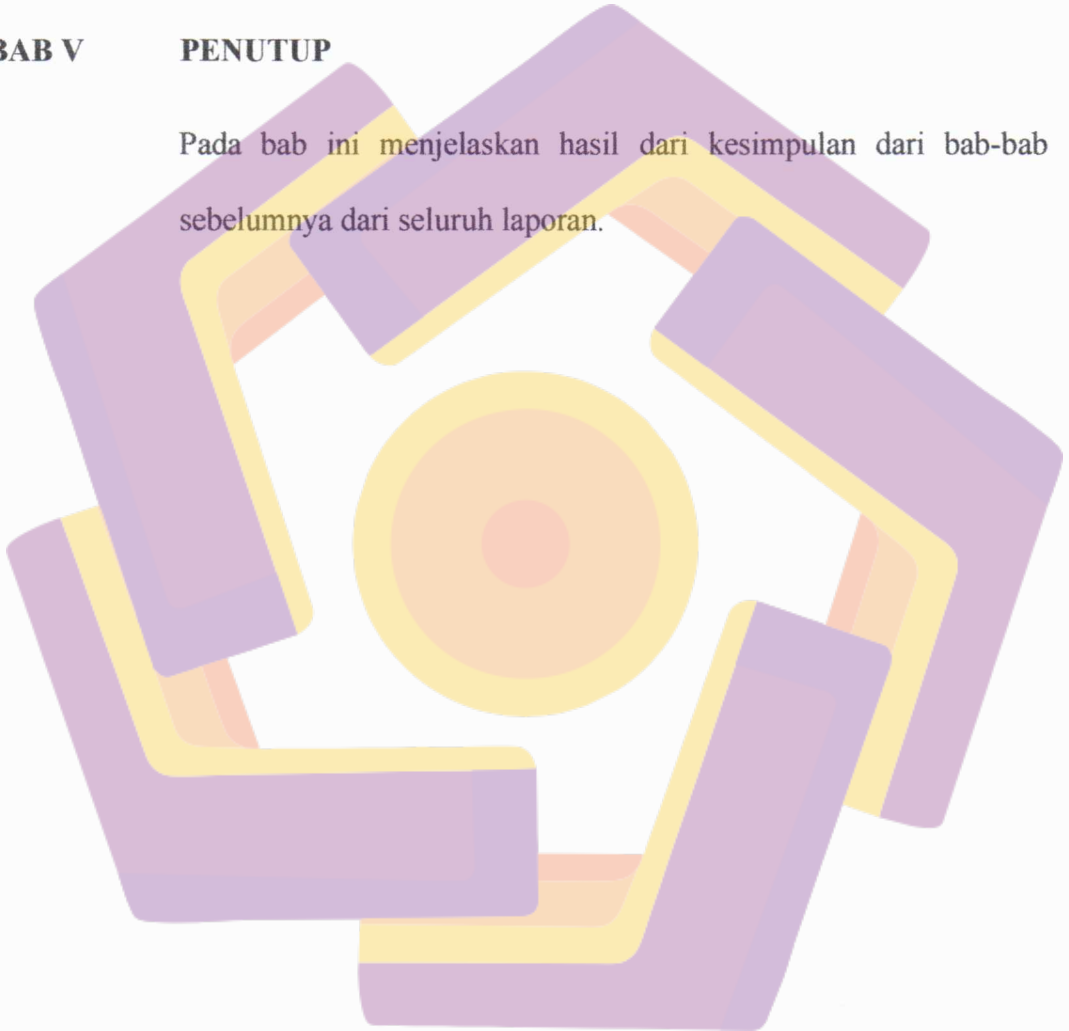 BAB V PENUTUP
Pada bab ini menjelaskan hasil dari kesimpulan dari bab-bab
sebelumnya dari seluruh laporan.